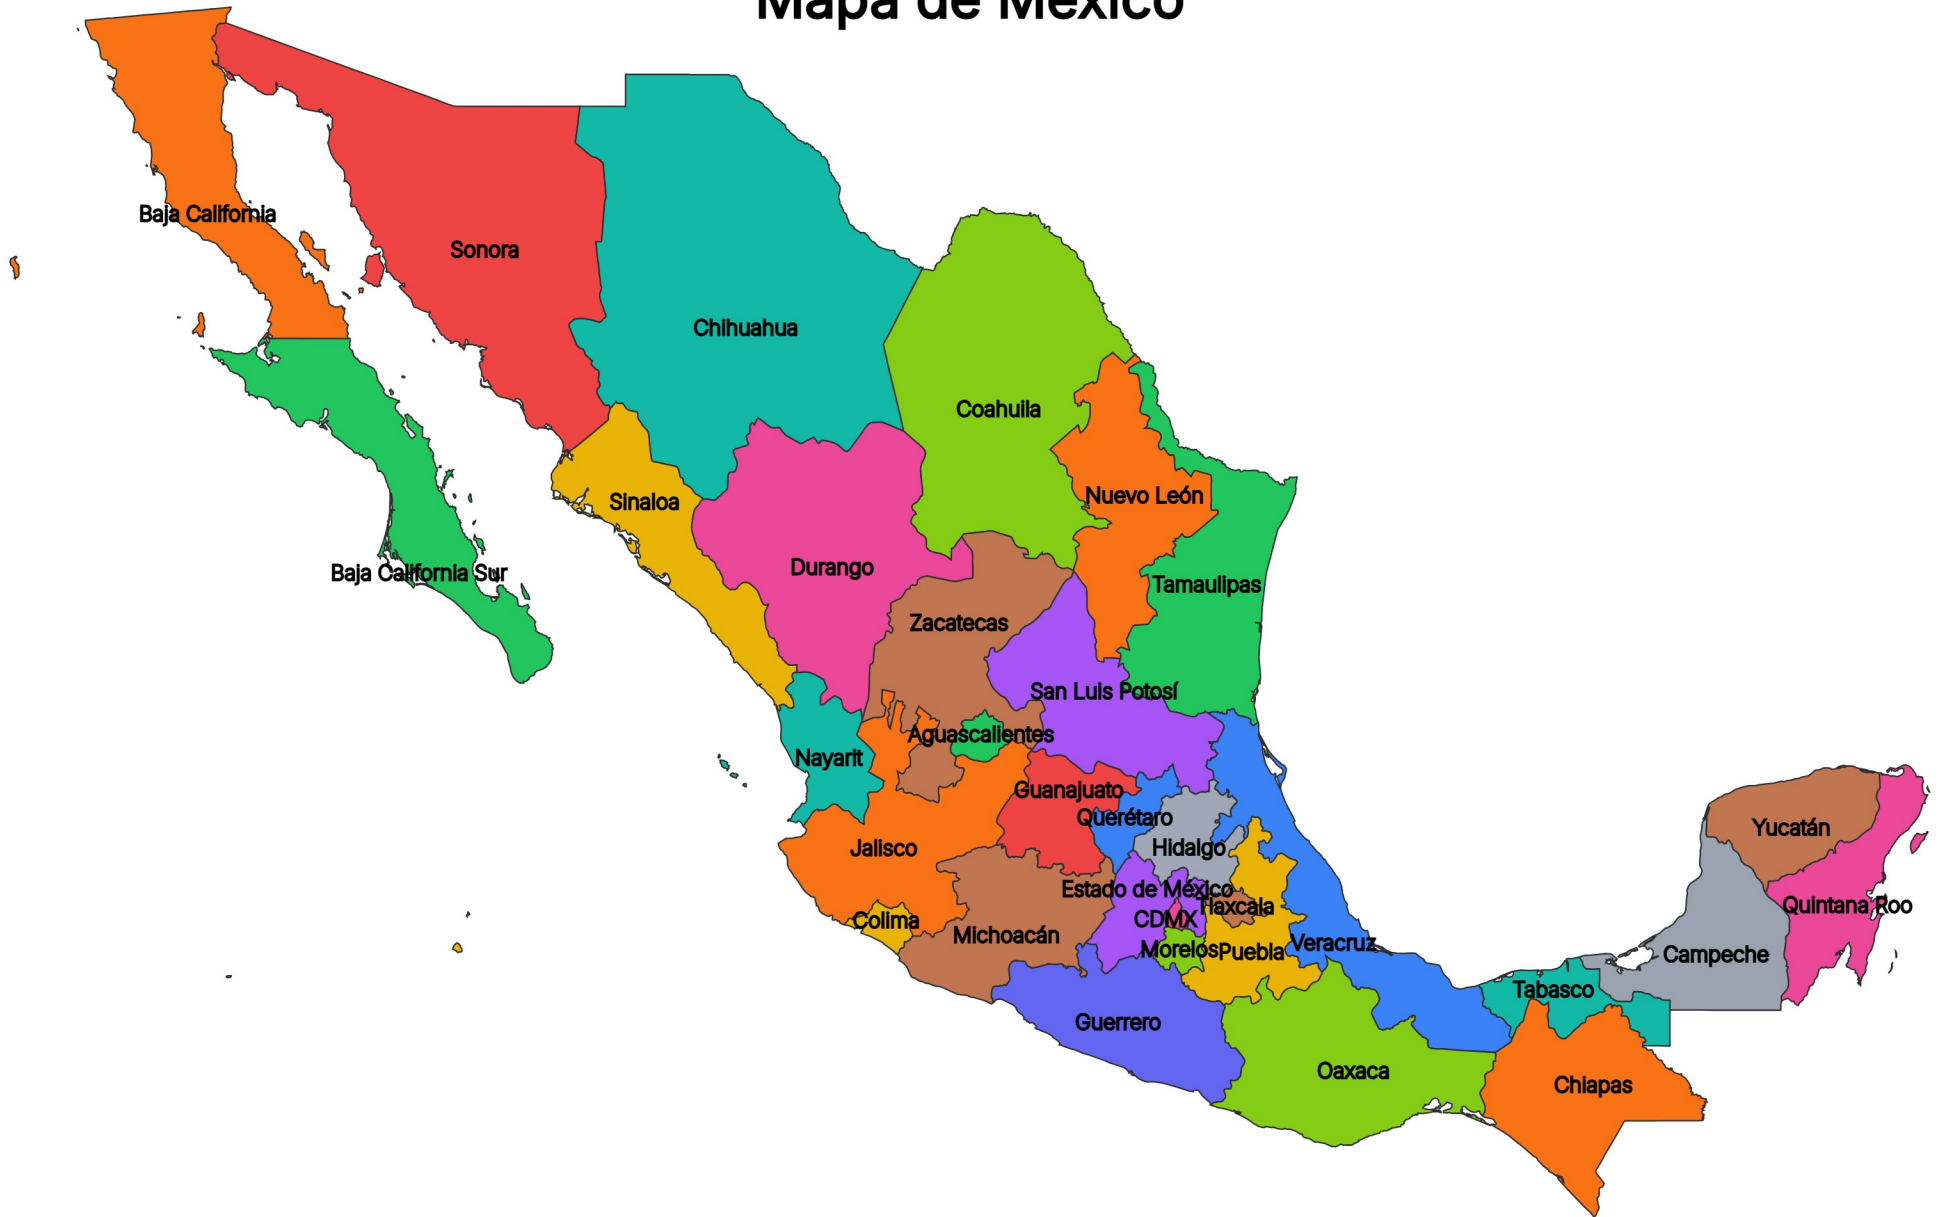 Mapa de México
Baja California
Sonora
Chihuahua
Coahuila
Nuevo León
Sinaloa
Durango
Baja California Sur
Tamaulipas
Zacatecas
San Luis Potosí
Aguascalientes
Nayarit
Guanajuato
Querétaro
Yucatán
Jalisco
Hidalgo
Estado de México
Tlaxcala
Quintana Roo
CDMX
Colima
Michoacán
Veracruz
Morelos
Puebla
Campeche
Tabasco
Guerrero
Oaxaca
Chiapas